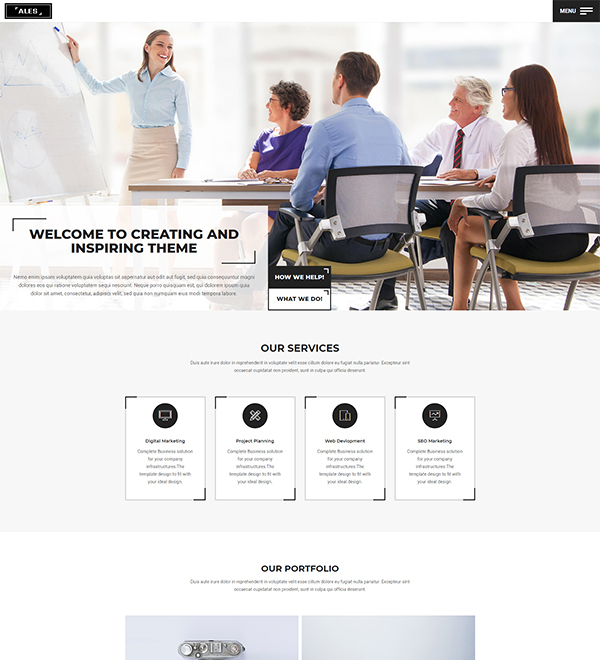 ALES
MENU
WELCOME TO CREATING AND
INSPIRING THEME
Nemo enim ipsam voluptatem quia voluptas sit aspernatur aut odit aut fugit, sed quia consequuntur magni
dolores eos qui ratione voluptatem sequi nesciunt. Neque porro quisquam est, qui dolorem ipsum quia
dolor sit amet, consectetur, adipisci velit, sed quia non numquam eius modi tempora labore
HOW WE HELP!
WHAT WE DO!
OUR SERVICES
Duis aute irure dolor in reprehenderit in voluptate velit esse cillum dolore eu fugiat nulla pariatur. Excepteur sint
occaecat cupidatat non proident, sunt in culpa qui officia deserunt
Digital Marketing
Complete Business solution
for your company
infrastructures.The
template design to fit with
your ideal design.
Project Planning
Complete Business solution
for your company
infrastructures.The
template design to fit with
your ideal design.
Web Devlopment
Complete Business solution
for your company
infrastructures.The
template design to fit with
your ideal design.
SEO Marketing
Complete Business solution
for your company
infrastructures.The
template design to fit with
your ideal design.
OUR PORTFOLIO
Duis aute irure dolor in reprehenderit in voluptate velit esse cillum dolore eu fugiat nulla pariatur. Excepteur sint
occaecat cupidatat non proident, sunt in culpa qui officia deserunt